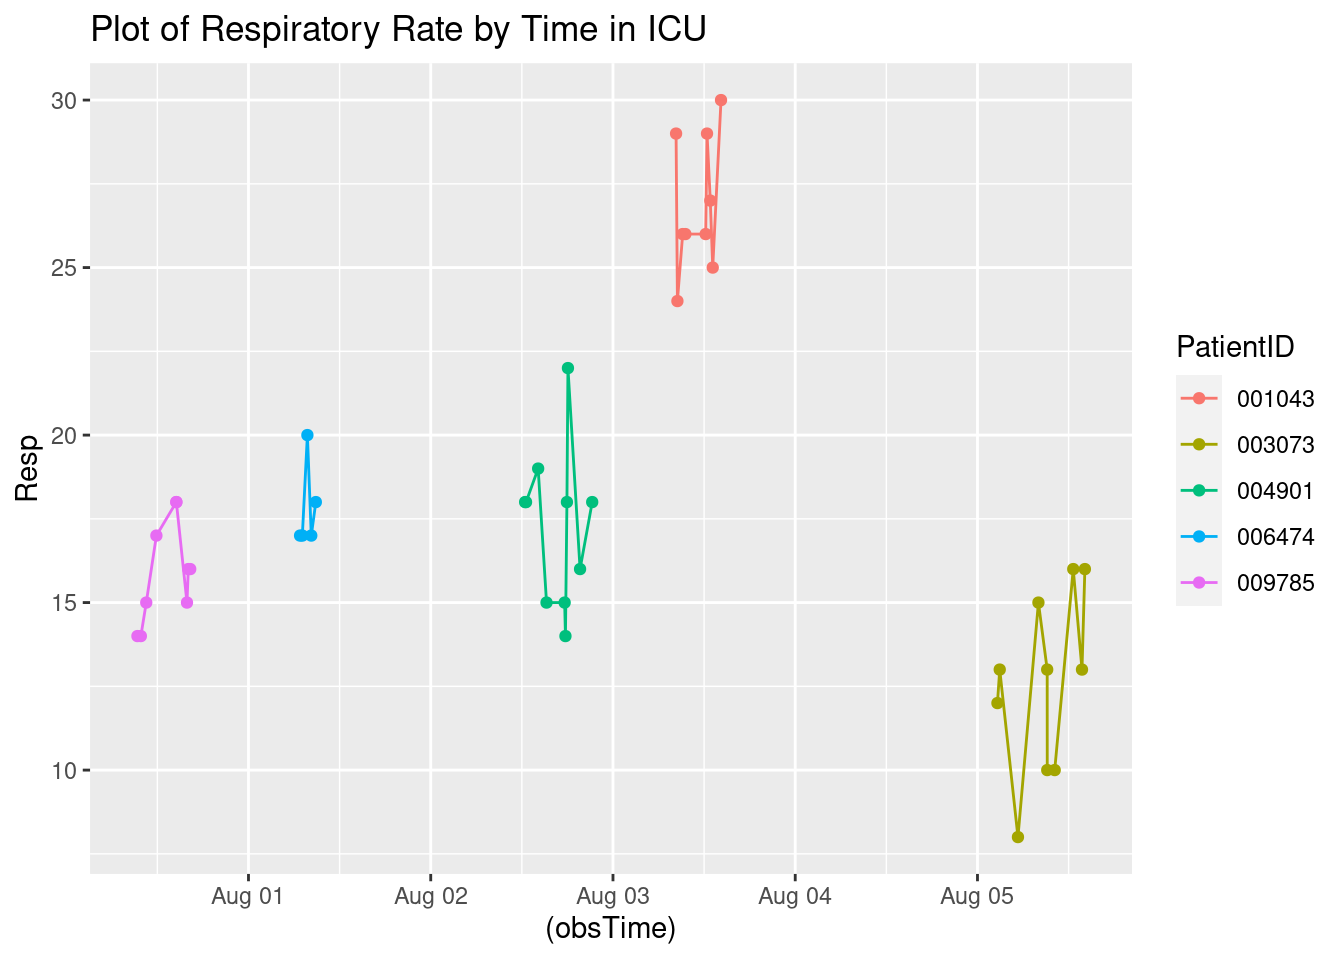 Plot of Respiratory Rate by Time in ICU
30
25
20
15
10
Resp
Aug 01 Aug 02 Aug 03 Aug 04 Aug 05
(obsTime)
PatientID
001043
003073
004901
006474
009785